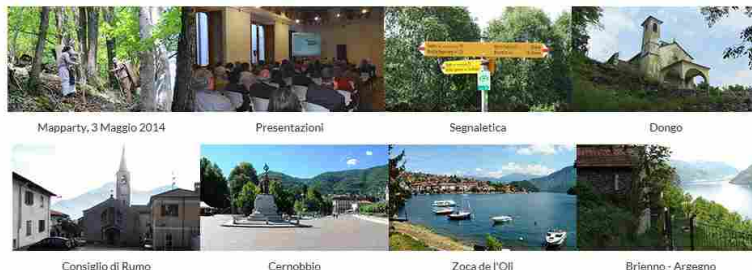 Mapparty, 3 Maggio 2014
Presentazioni
Segnaletica
Dongo
Consiglio di Rumo
Cernobbio
Zoca de l'Oli
Brienno - Argegno